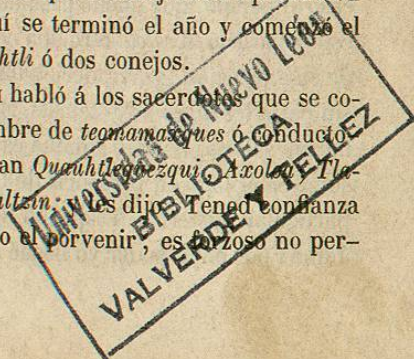 í se terminó el año y comenzó el
htli ó dos conejos.
habló á los sacerdotes que se co-
mbre de teomamasques ó conducto-
an Quauhtlequezqui, Axoloa, Tla-
ltzin; y les dijo: Tened confianza
o el porvenir; es forzoso no per-
Universidad de Nuevo León
BIBLIOTECA
VALVERDE Y TELLEZ